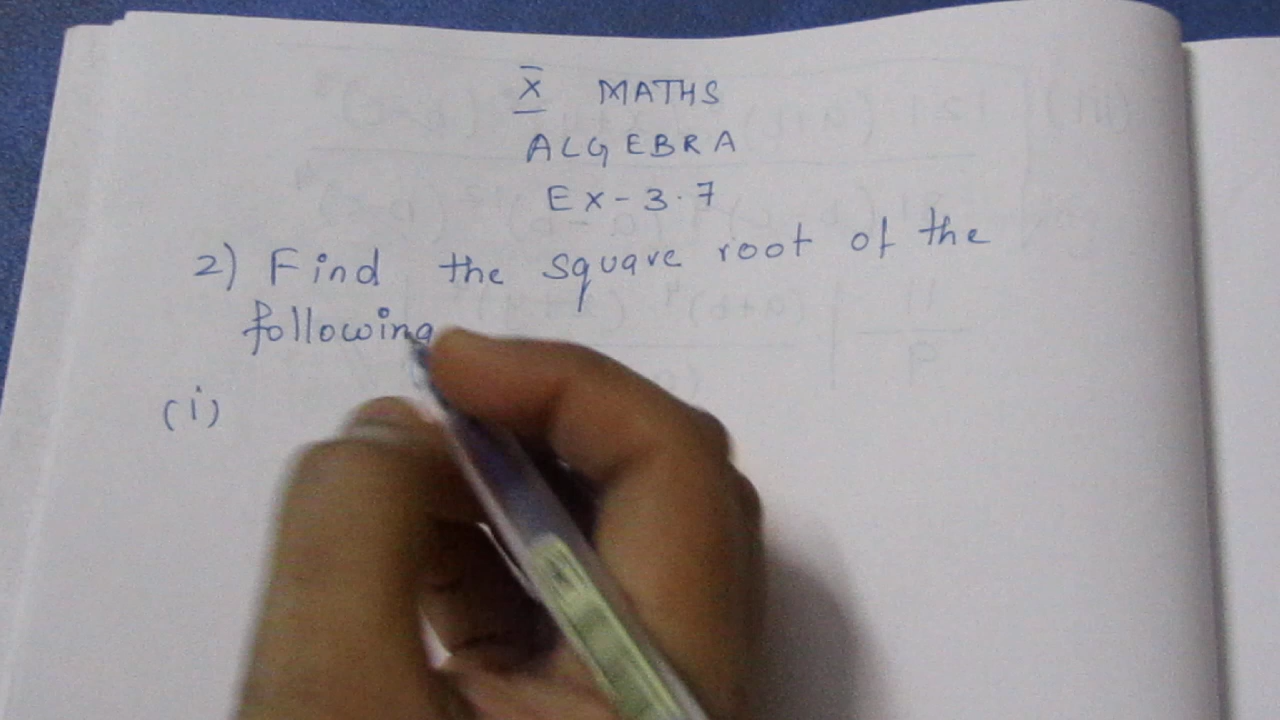 X MATHS
ALGEBRA
Ex-3.7
2) Find the square root of the
following
(i)